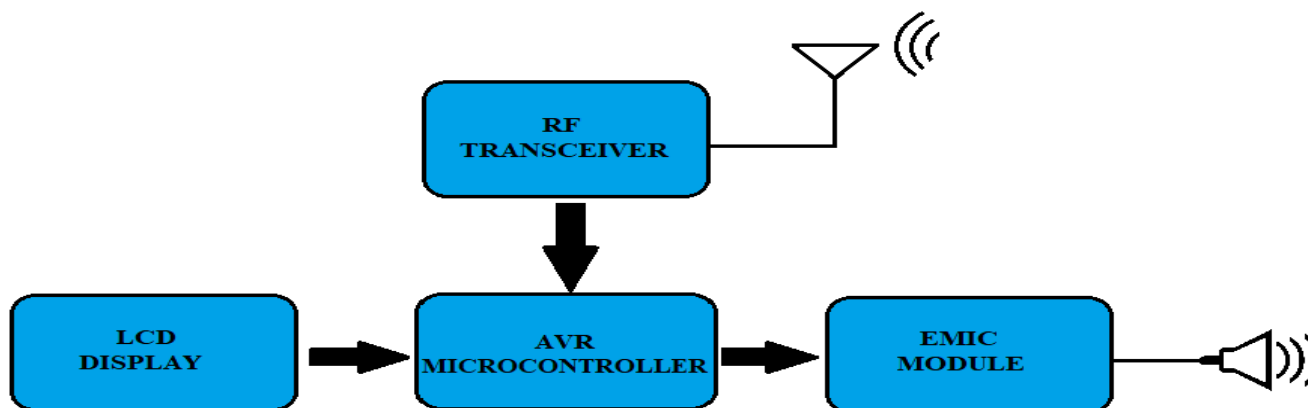 RF
TRANSCEIVER
LCD
DISPLAY
AVR
MICROCONTROLLER
EMIC
MODULE